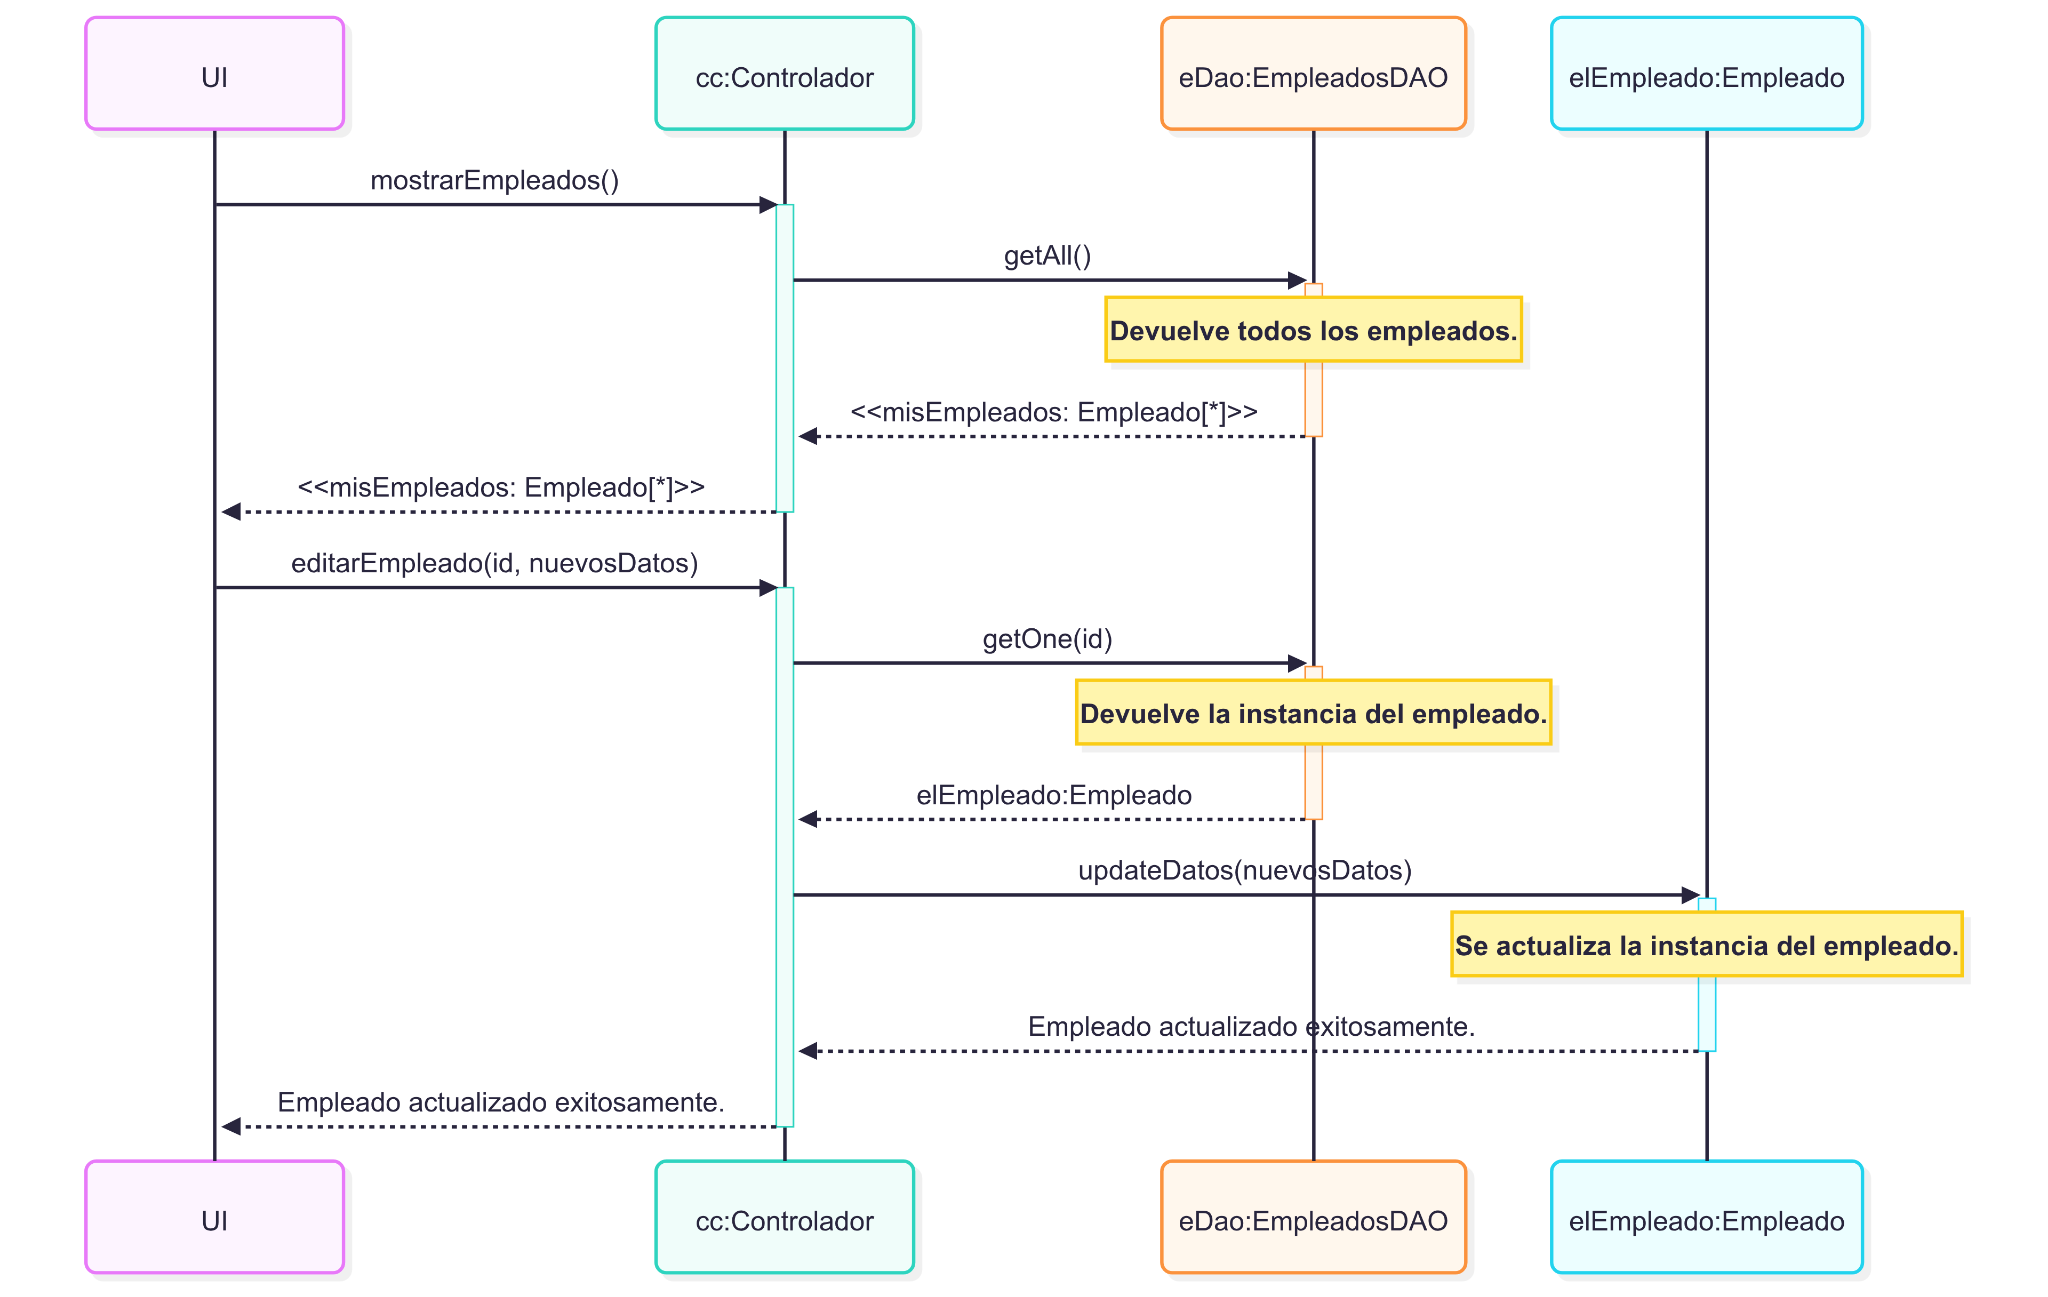 UI
cc:Controlador
eDao:EmpleadosDAO
elEmpleado:Empleado
mostrarEmpleados()
getAll()
Devuelve todos los empleados.
<<misEmpleados: Empleado[*]>>
<<misEmpleados: Empleado[*]>>
editarEmpleado(id, nuevosDatos)
getOne(id)
Devuelve la instancia del empleado.
elEmpleado:Empleado
updateDatos(nuevosDatos)
Se actualiza la instancia del empleado.
Empleado actualizado exitosamente.
Empleado actualizado exitosamente.
UI
cc:Controlador
eDao:EmpleadosDAO
elEmpleado:Empleado